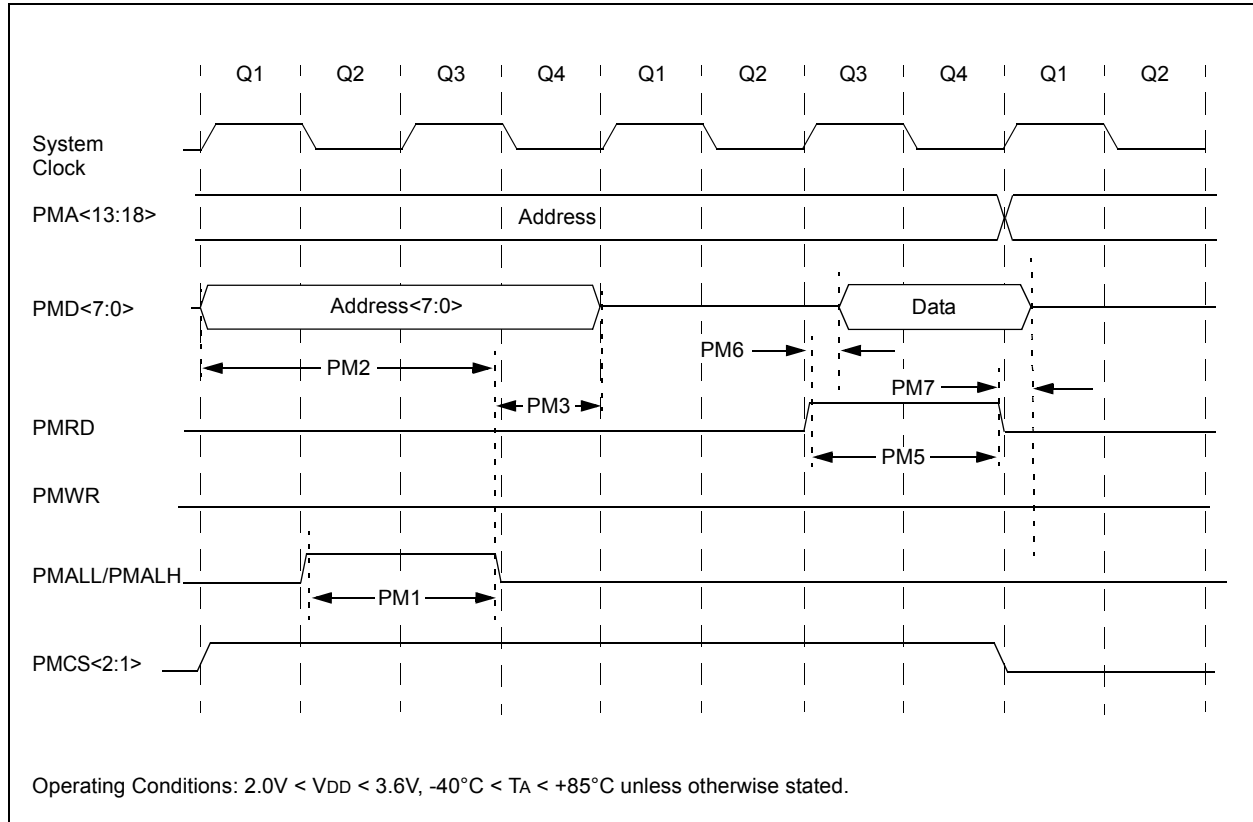 Q1 Q2 Q3 Q4 Q1 Q2 Q3 Q4 Q1 Q2
System
Clock
PMA<13:18>
Address
PMD<7:0>
Address<7:0>
Data
PM6
PM2
PM7
PM3
PMRD
PM5
PMWR
PMALL/PMALH
PM1
PMCS<2:1>
Operating Conditions: 2.0V < VDD < 3.6V, -40°C < TA < +85°C unless otherwise stated.